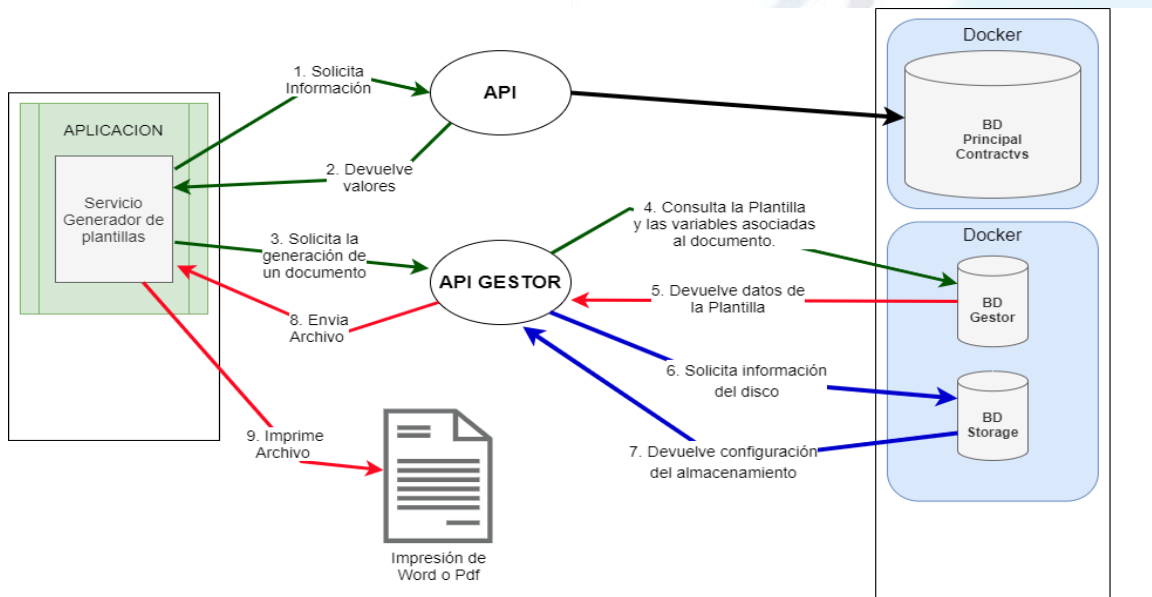 Docker
1. Solicita
Información
API
BD
Principal
Contractvs
APLICACION
2. Devuelve
valores
Servicio
Generador de
plantillas
4. Consulta la Plantilla
y las variables asociadas
al documento.
3. Solicita la
generación de
un documento
Docker
API GESTOR
5. Devuelve datos de
la Plantilla
BD
Gestor
8. Envia
Archivo
6. Solicita información
del disco
BD
Storage
9. Imprime
Archivo
7. Devuelve configuración
del almacenamiento
Impresión de
Word o Pdf